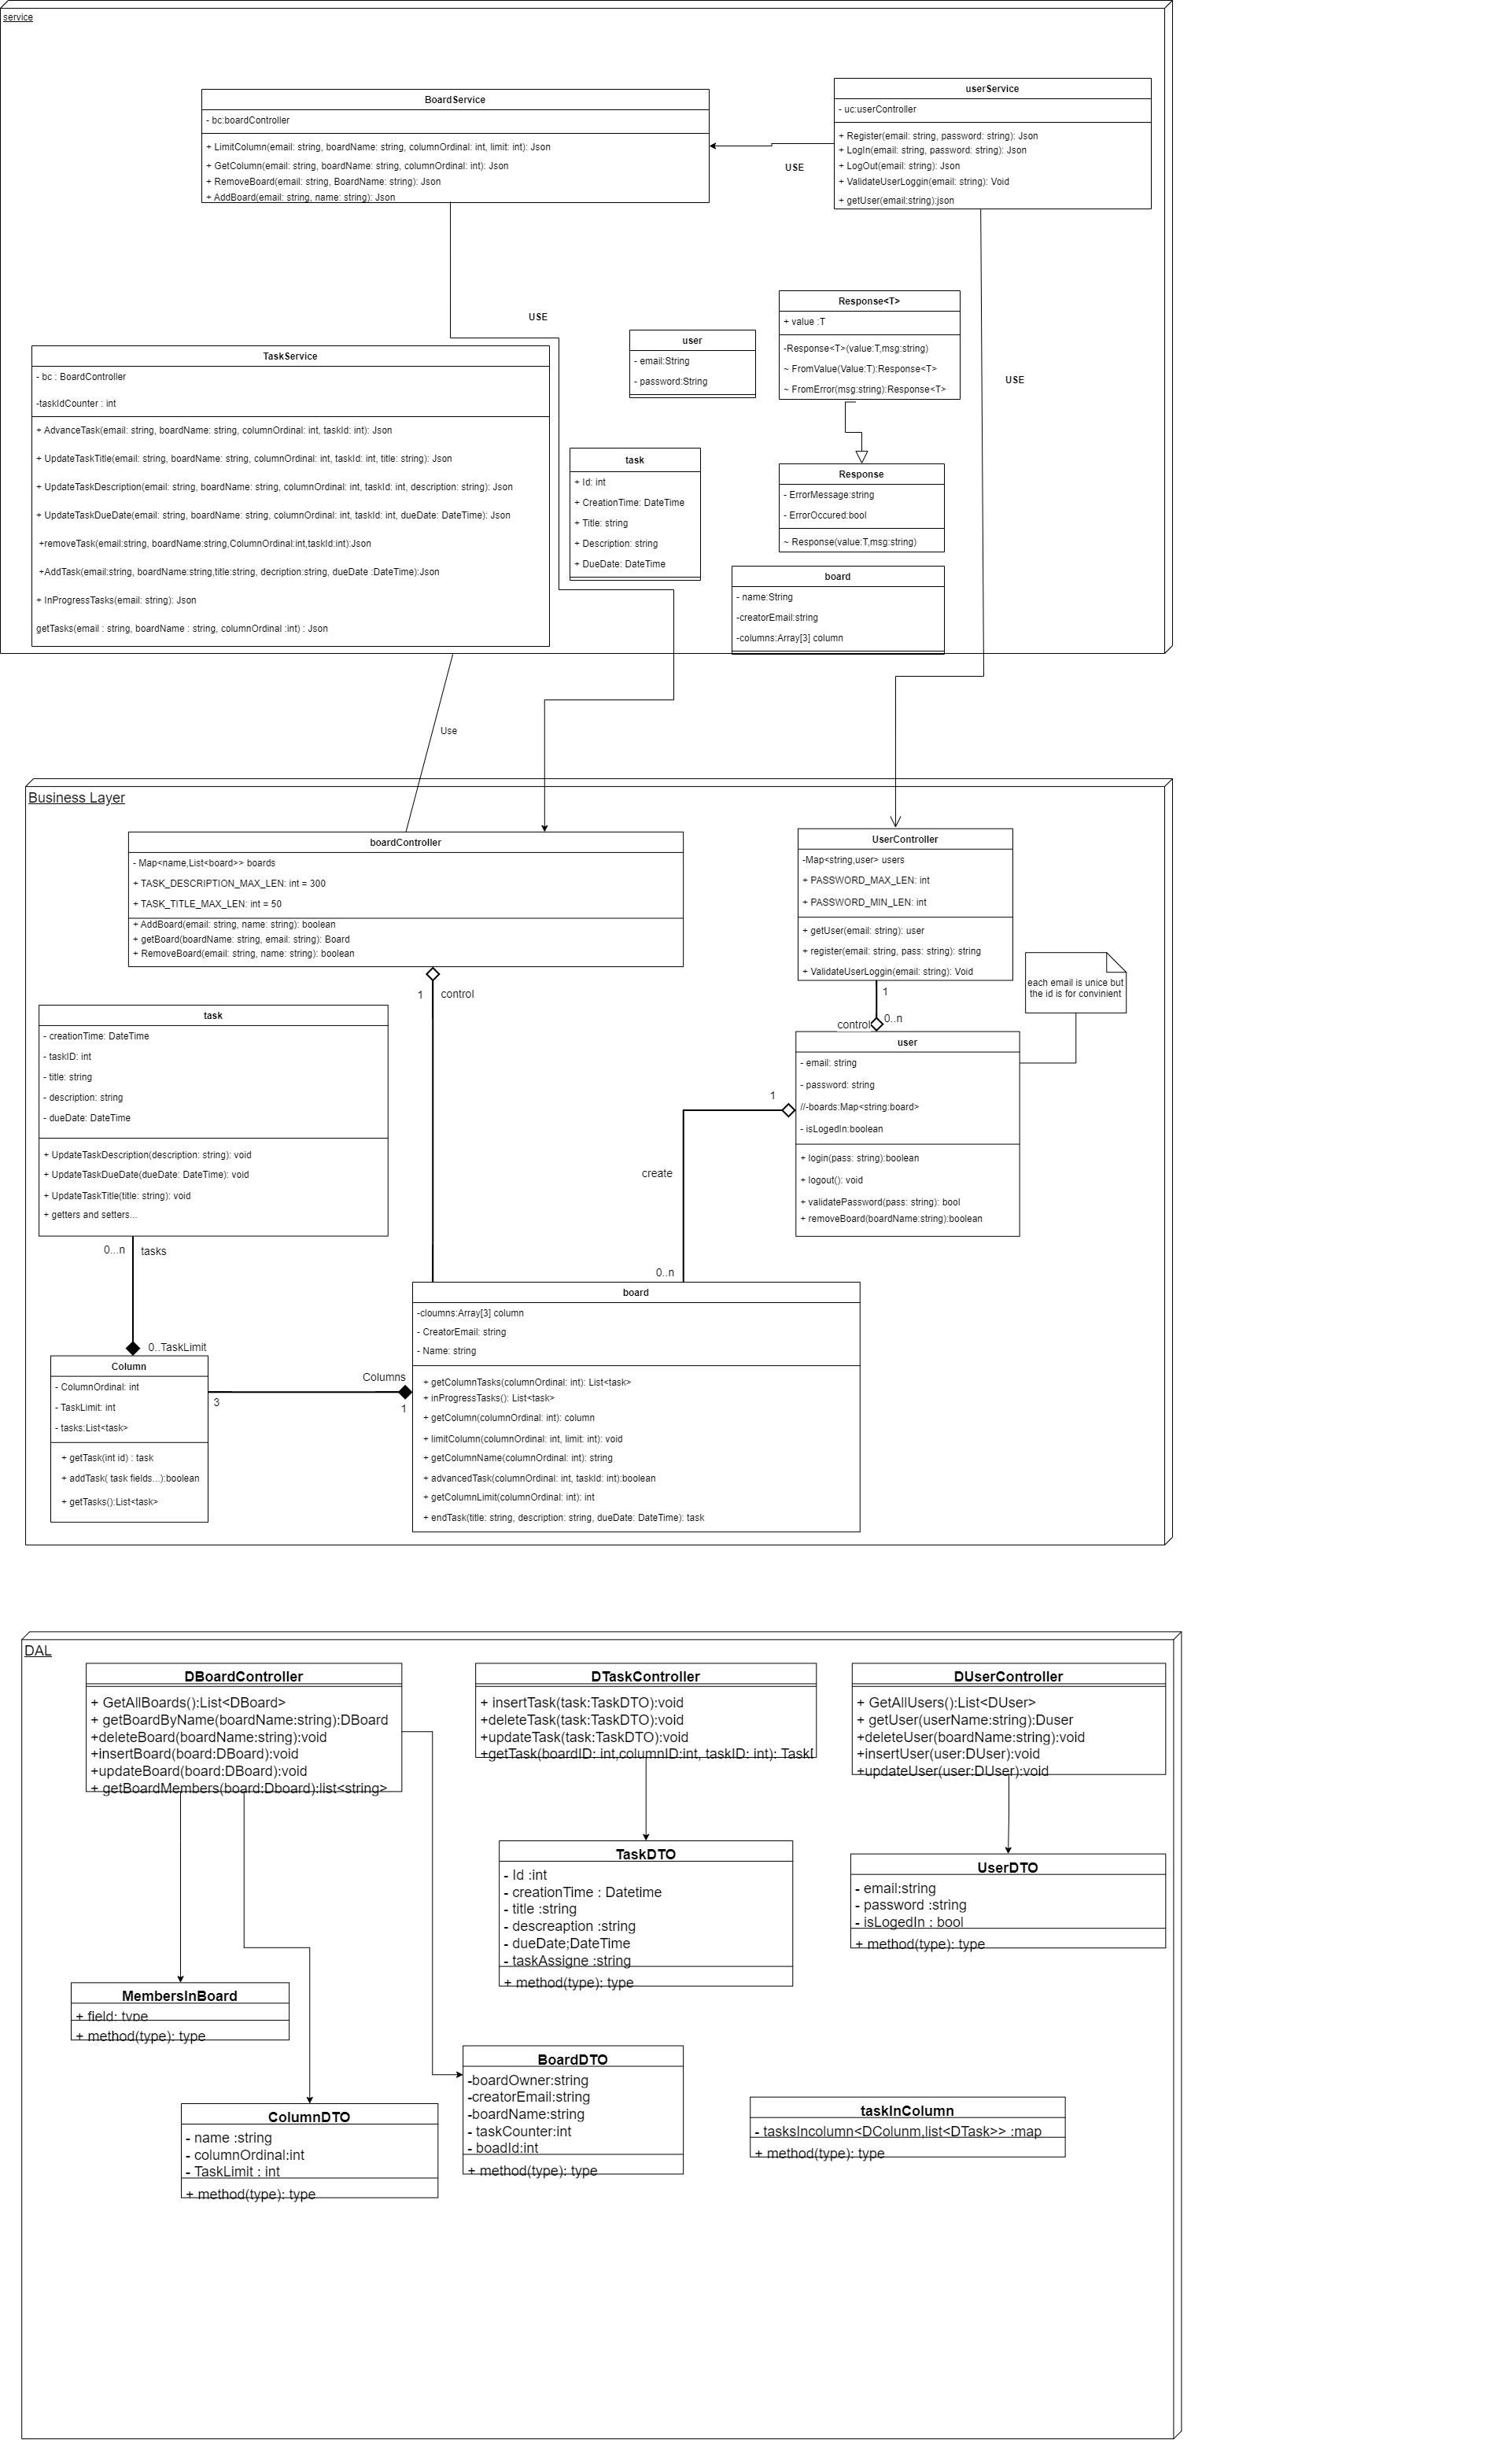 service
BoardService
- bc:boardController
+ LimitColumn(email: string, boardName: string, columnOrdinal: int, limit: int): Json
+ GetColumn(email: string, boardName: string, columnOrdinal: int): Json
+ RemoveBoard(email: string, BoardName: string): Json
+ AddBoard(email: string, name: string): Json
userService
- uc:userController
+ Register(email: string, password: string): Json
+ LogIn(email: string, password: string): Json
+ LogOut(email: string): Json
+ ValidateUserLoggin(email: string): Void
+ getUser(email:string):json
USE
USE
USE
TaskService
- bc : BoardController
-taskIdCounter : int
+ AdvanceTask(email: string, boardName: string, columnOrdinal: int, taskId: int): Json
+ UpdateTaskTitle(email: string, boardName: string, columnOrdinal: int, taskId: int, title: string): Json
+ UpdateTaskDescription(email: string, boardName: string, columnOrdinal: int, taskId: int, description: string): Json
+ UpdateTaskDueDate(email: string, boardName: string, columnOrdinal: int, taskId: int, dueDate: DateTime): Json
+removeTask(email:string, boardName:string,ColumnOrdinal:int,taskId:int):Json
+AddTask(email:string, boardName:string,title:string, decription:string, dueDate :DateTime):Json
+ InProgressTasks(email: string): Json
getTasks(email : string, boardName : string, columnOrdinal :int) : Json
user
- email:String
- password:String
task
+ Id: int
+ CreationTime: DateTime
+ Title: string
+ Description: string
+ DueDate: DateTime
Response<T>
+ value :T
-Response<T>(value:T,msg:string)
~ FromValue(Value:T):Response<T>
~ FromError(msg:string):Response<T>
Response
- ErrorMessage:string
- ErrorOccured:bool
~ Response(value:T,msg:string)
board
- name:String
-creatorEmail:string
-columns:Array[3] column
Use
Business Layer
boardController
- Map<name,List<board>> boards
+ TASK_DESCRIPTION_MAX_LEN: int = 300
+ TASK_TITLE_MAX_LEN: int = 50
+ AddBoard(email: string, name: string): boolean
+ getBoard(boardName: string, email: string): Board
+ RemoveBoard(email: string, name: string): boolean
UserController
-Map<string,user> users
+ PASSWORD_MAX_LEN: int
+ PASSWORD_MIN_LEN: int
+ getUser(email: string): user
+ register(email: string, pass: string): string
+ ValidateUserLoggin(email: string): Void
each email is unice but
the id is for convinient
1
control
1
control
0..n
task
- creationTime: DateTime
- taskID: int
- title: string
- description: string
- dueDate: DateTime
+ UpdateTaskDescription(description: string): void
+ UpdateTaskDueDate(dueDate: DateTime): void
+ UpdateTaskTitle(title: string): void
+ getters and setters...
user
- email: string
- password: string
//-boards:Map<string:board>
- isLogedIn:boolean
+ login(pass: string):boolean
+ logout(): void
+ validatePassword(pass: string): bool
+ removeBoard(boardName:string):boolean
1
create
0..n
0...n
tasks
0..TaskLimit
Column
- ColumnOrdinal: int
- TaskLimit: int
- tasks:List<task>
+ getTask(int id) : task
+ addTask( task fields...):boolean
+ getTasks():List<task>
Columns
3
1
board
-cloumns:Array[3] column
- CreatorEmail: string
- Name: string
+ getColumnTasks(columnOrdinal: int): List<task>
+ inProgressTasks(): List<task>
+ getColumn(columnOrdinal: int): column
+ limitColumn(columnOrdinal: int, limit: int): void
+ getColumnName(columnOrdinal: int): string
+ advancedTask(columnOrdinal: int, taskId: int):boolean
+ getColumnLimit(columnOrdinal: int): int
+ endTask(title: string, description: string, dueDate: DateTime): task
DAL
DBoardController
+ GetAllBoards():List<DBoard>
+ getBoardByName(boardName:string):DBoard
+deleteBoard(boardName:string):void
+insertBoard(board:DBoard):void
+updateBoard(board:DBoard):void
+ getBoardMembers(board:Dboard):list<string>
DTaskController
+ insertTask(task:TaskDTO):void
+deleteTask(task:TaskDTO):void
+updateTask(task:TaskDTO):void
+getTask(boardID: int,columnID:int, taskID: int):
DUserController
+ GetAllUsers():List<DUser>
+ getUser(userName:string):Duser
+deleteUser(boardName:string):void
+insertUser(user:DUser):void
+updateUser(user:DUser):void
TaskDTO
- Id :int
- creationTime : Datetime
- title :string
- descreaption :string
- dueDate;DateTime
- taskAssigne :string
+ method(type): type
UserDTO
- email:string
- password :string
- isLogedIn : bool
+ method(type): type
MembersInBoard
+ field: type
+ method(type): type
BoardDTO
-boardOwner:string
-creatorEmail:string
-boardName:string
- taskCounter:int
- boadId:int
+ method(type): type
ColumnDTO
- name :string
- columnOrdinal:int
- TaskLimit : int
+ method(type): type
taskInColumn
- tasksIncolumn<DColunm,list<DTask>> :map
+ method(type): type